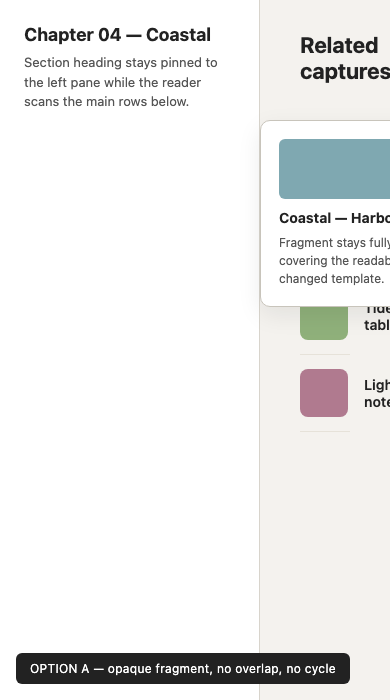 Chapter 04 — Coastal
Section heading stays pinned to
the left pane while the reader
scans the main rows below.
Related
captures
Coastal — Harbo
Fragment stays fully
covering the readab
changed template.
Tide
tabl
Ligh
note
OPTION A — opaque fragment, no overlap, no cycle